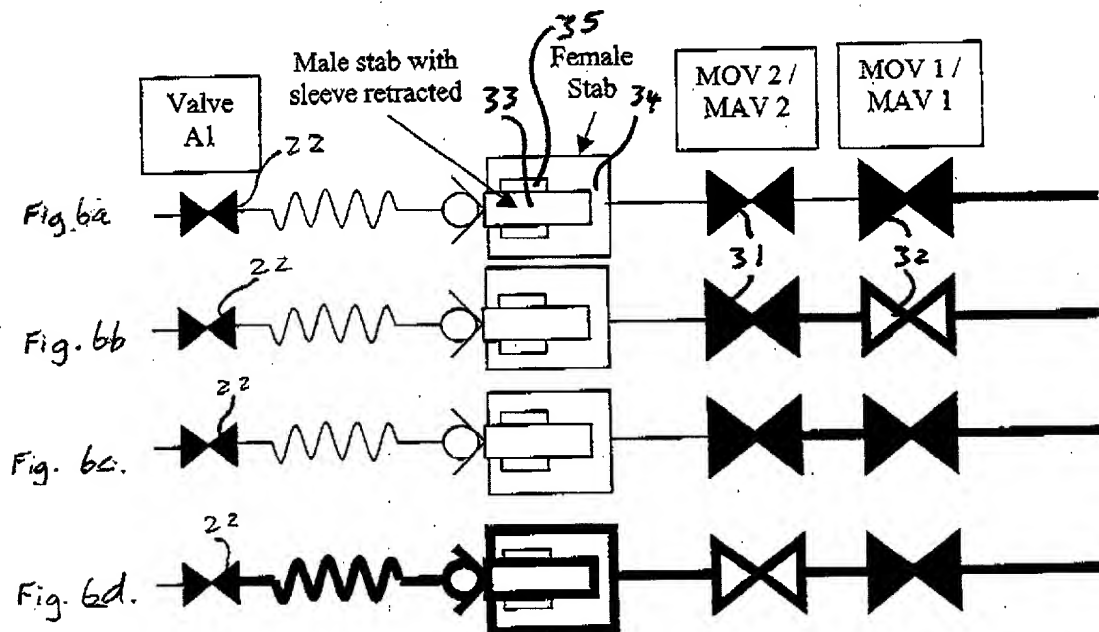 35
Male stab with
sleeve retracted
33
Female
Stab
34
Valve
A1
22
MOV 2 /
MAV 2
MOV 1 /
MAV 1
Fig. 6a
22
31
32
Fig. 6b
22
Fig. 6c.
22
Fig. 6d.